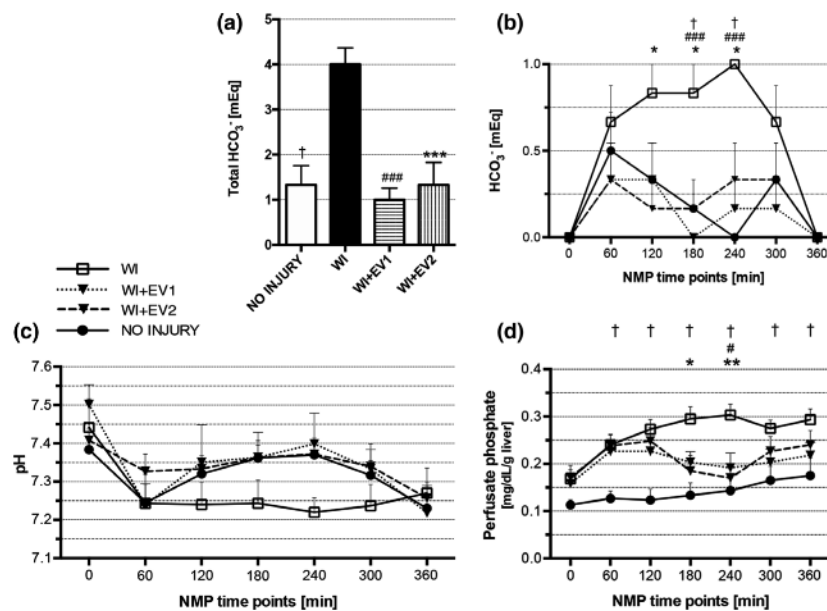 (a)
Total HCO₃⁻ [mEq]
5
4
3
2
1
0
†
###
***
NO INJURY
WI
WI+EV1
WI+EV2
(b)
† †
### ###
* * *
HCO₃⁻ [mEq]
1.0
0.5
0.0
0 60 120 180 240 300 360
NMP time points [min]
WI
WI+EV1
WI+EV2
NO INJURY
(c)
pH
7.6
7.5
7.4
7.3
7.2
7.1
0 60 120 180 240 300 360
NMP time points [min]
(d)
† † † † † †
#
* **
Perfusate phosphate
[mg/dL/g liver]
0.4
0.3
0.2
0.1
0.0
0 60 120 180 240 300 360
NMP time points [min]